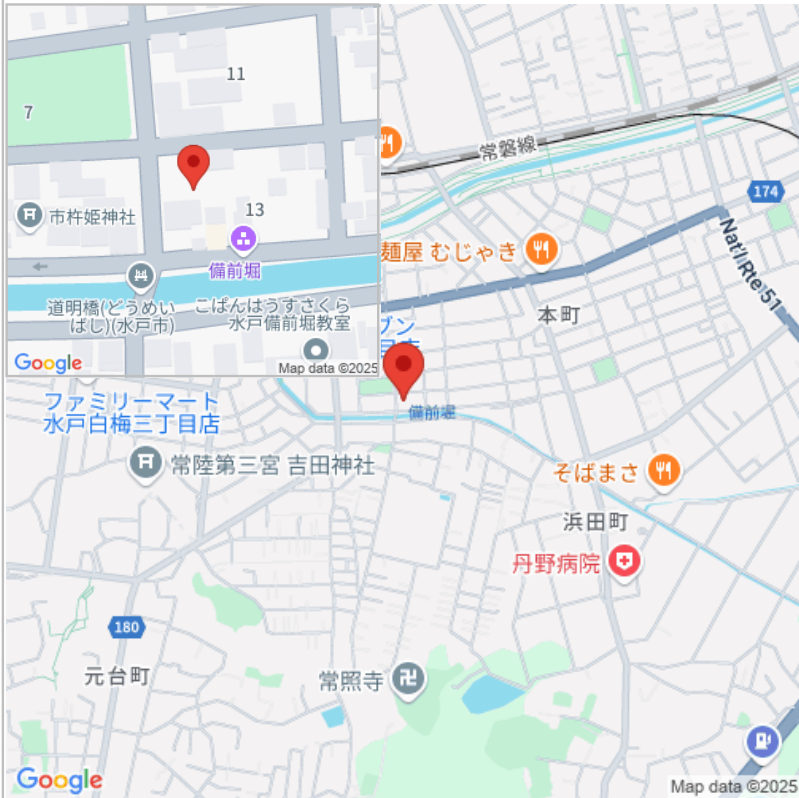 11
7
13
市杵姫神社
備前堀
道明橋(どうめい
ばし)(水戸市)
こぱんはうすさくら
水戸備前堀教室
Google
Map data ©2025
常磐線
174
Nat'l Rte 51
麺屋 むじゃき
本町
ブン
備前堀
ファミリーマート
水戸白梅三丁目店
常陸第三宮 吉田神社
そばまさ
浜田町
丹野病院
180
元台町
常照寺
Google
Map data ©2025